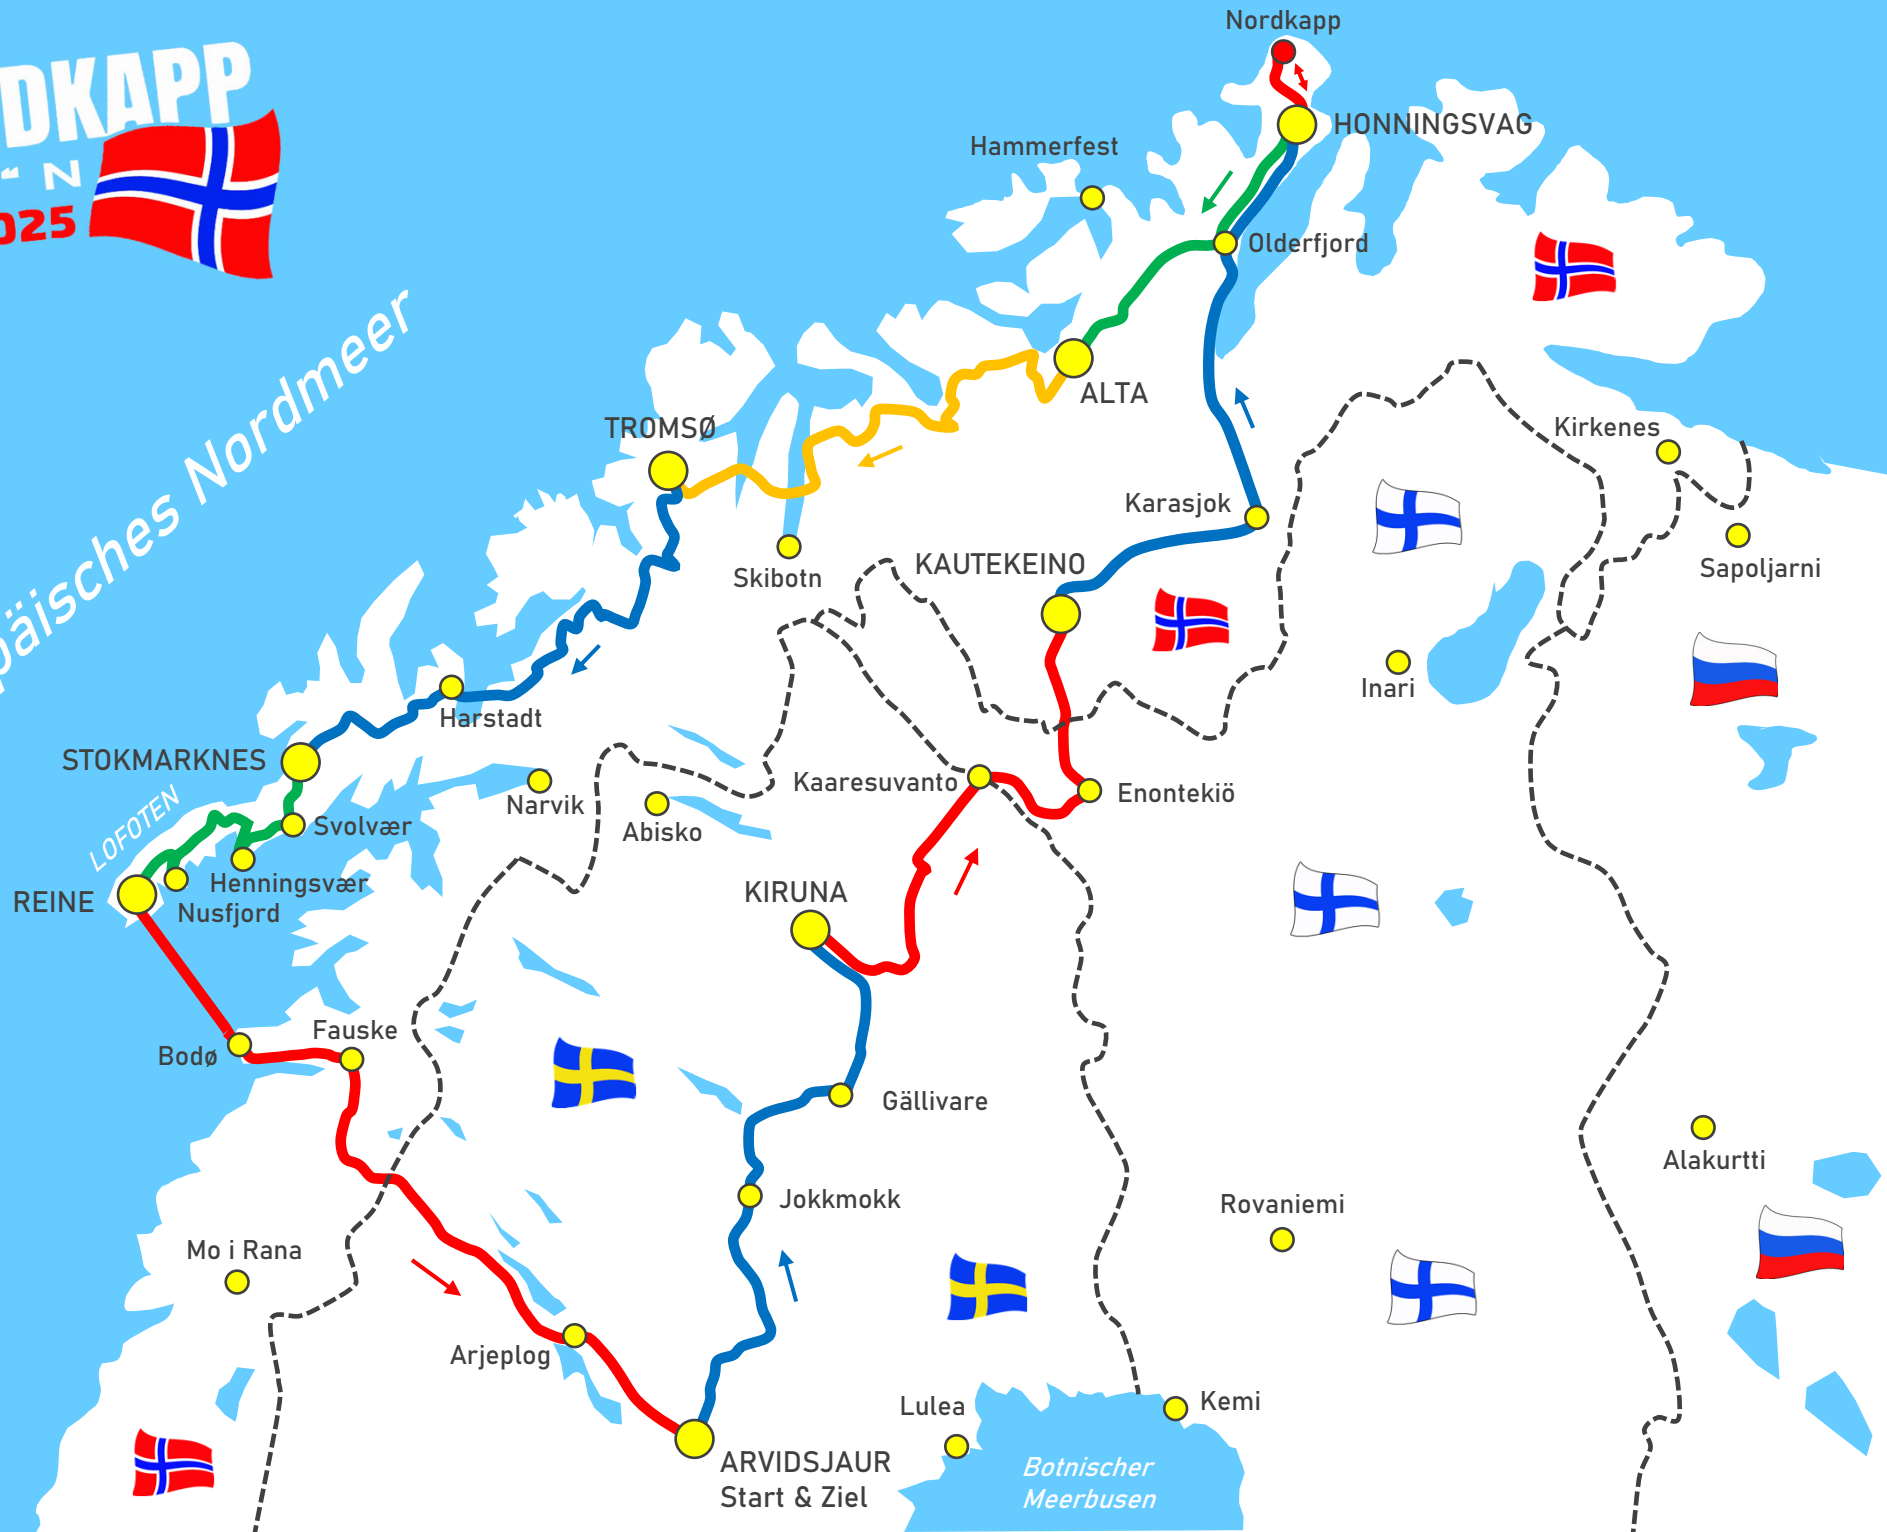 DKAPP
“ N
025
Nordkapp
HONNINGSVAG
Hammerfest
Olderfjord
päisches Nordmeer
ALTA
TROMSØ
Kirkenes
Karasjok
Sapoljarni
Skibotn
KAUTEKEINO
Inari
Harstadt
STOKMARKNES
Kaaresuvanto
Enontekiö
Narvik
Abisko
Svolvær
LOFOTEN
Henningsvær
REINE
Nusfjord
KIRUNA
Fauske
Bodø
Gällivare
Alakurtti
Jokkmokk
Rovaniemi
Mo i Rana
Arjeplog
Lulea
Kemi
ARVIDSJAUR
Start & Ziel
Botnischer
Meerbusen